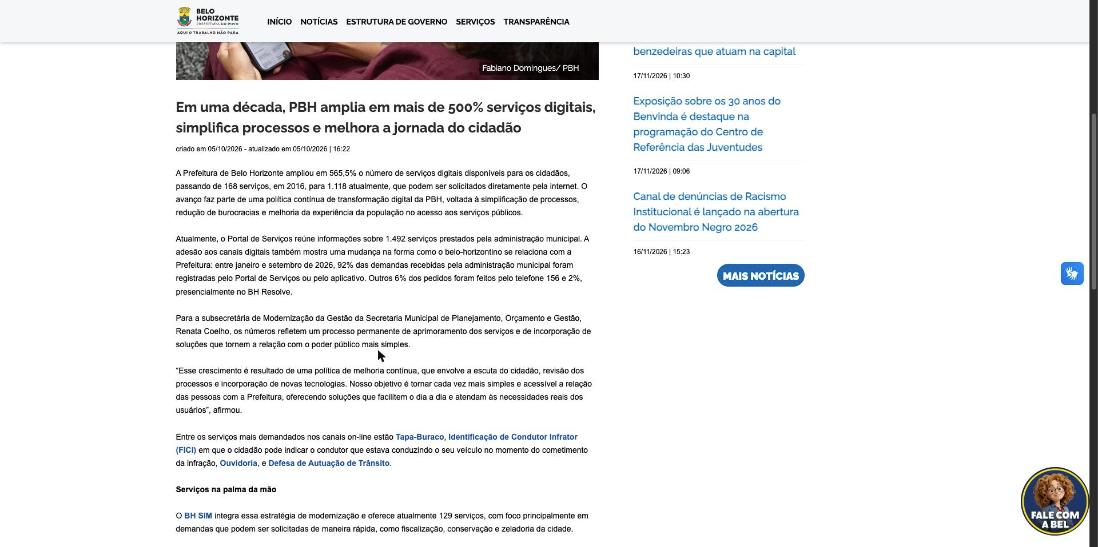 BELO
HORIZONTE
PREFEITURA DO POVO
AQUI O TRABALHO NÃO PARA
INÍCIO NOTÍCIAS ESTRUTURA DE GOVERNO SERVIÇOS TRANSPARÊNCIA
Fabiano Domingues/ PBH
Em uma década, PBH amplia em mais de 500% serviços digitais,
simplifica processos e melhora a jornada do cidadão
criado em 05/10/2026 - atualizado em 05/10/2026 | 16:22
A Prefeitura de Belo Horizonte ampliou em 565,5% o número de serviços digitais disponíveis para os cidadãos,
passando de 168 serviços, em 2016, para 1.118 atualmente, que podem ser solicitados diretamente pela internet. O
avanço faz parte de uma política contínua de transformação digital da PBH, voltada à simplificação de processos,
redução de burocracias e melhoria da experiência da população no acesso aos serviços públicos.
Atualmente, o Portal de Serviços reúne informações sobre 1.492 serviços prestados pela administração municipal. A
adesão aos canais digitais também mostra uma mudança na forma como o belo-horizontino se relaciona com a
Prefeitura: entre janeiro e setembro de 2026, 92% das demandas recebidas pela administração municipal foram
registradas pelo Portal de Serviços ou pelo aplicativo. Outros 6% dos pedidos foram feitos pelo telefone 156 e 2%,
presencialmente no BH Resolve.
Para a subsecretária de Modernização da Gestão da Secretaria Municipal de Planejamento, Orçamento e Gestão,
Renata Coelho, os números refletem um processo permanente de aprimoramento dos serviços e de incorporação de
soluções que tornem a relação com o poder público mais simples.
"Esse crescimento é resultado de uma política de melhoria contínua, que envolve a escuta do cidadão, revisão dos
processos e incorporação de novas tecnologias. Nosso objetivo é tornar cada vez mais simples e acessível a relação
das pessoas com a Prefeitura, oferecendo soluções que facilitem o dia a dia e atendam às necessidades reais dos
usuários", afirmou.
Entre os serviços mais demandados nos canais on-line estão Tapa-Buraco, Identificação de Condutor Infrator
(FICI) em que o cidadão pode indicar o condutor que estava conduzindo o seu veículo no momento do cometimento
da infração, Ouvidoria, e Defesa de Autuação de Trânsito.
Serviços na palma da mão
O BH SIM integra essa estratégia de modernização e oferece atualmente 129 serviços, com foco principalmente em
demandas que podem ser solicitadas de maneira rápida, como fiscalização, conservação e zeladoria da cidade.
benzedeiras que atuam na capital
17/11/2026 | 10:30
Exposição sobre os 30 anos do
Benvinda é destaque na
programação do Centro de
Referência das Juventudes
17/11/2026 | 09:06
Canal de denúncias de Racismo
Institucional é lançado na abertura
do Novembro Negro 2026
16/11/2026 | 15:23
MAIS NOTÍCIAS
FALE COM
A BEL